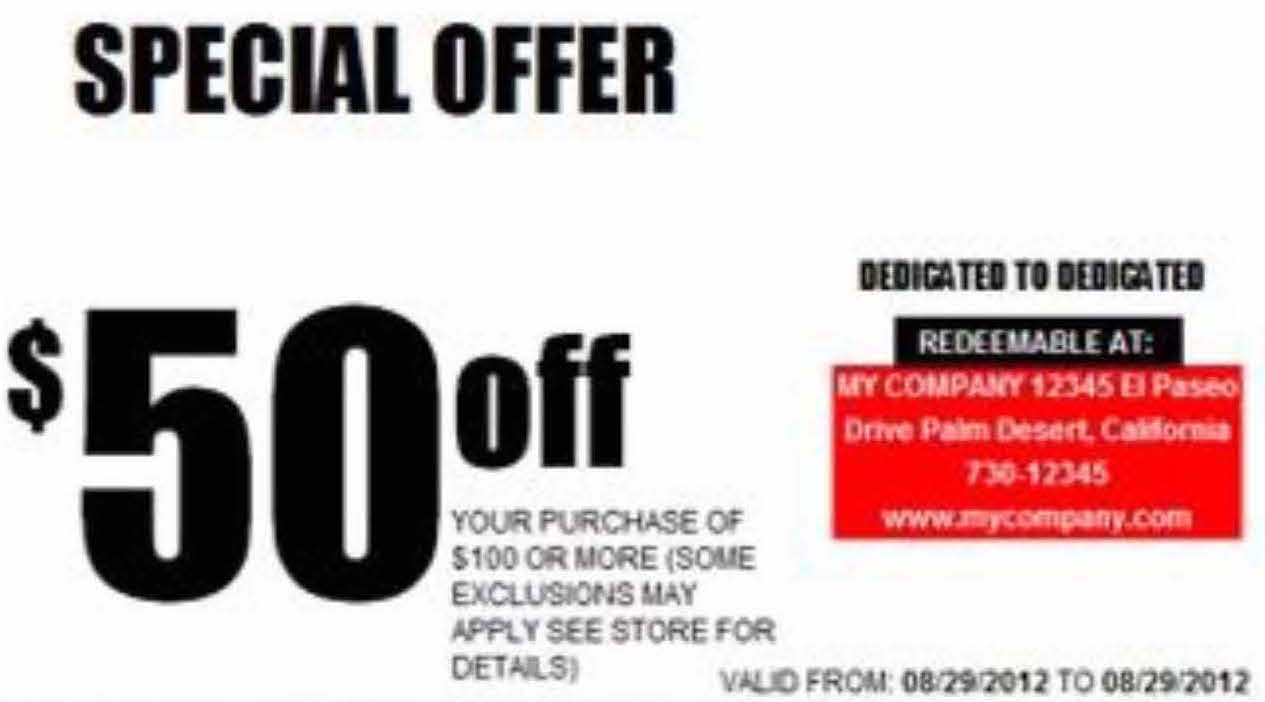 SPECIAL OFFER
$50 off
YOUR PURCHASE OF
$100 OR MORE (SOME
EXCLUSIONS MAY
APPLY SEE STORE FOR
DETAILS)
DEDICATED TO DEDICATED
REDEEMABLE AT:
MY COMPANY 12345 El Paseo
Drive Palm Desert, California
730-12345
www.mycompany.com
VALID FROM: 08/29/2012 TO 08/29/2012